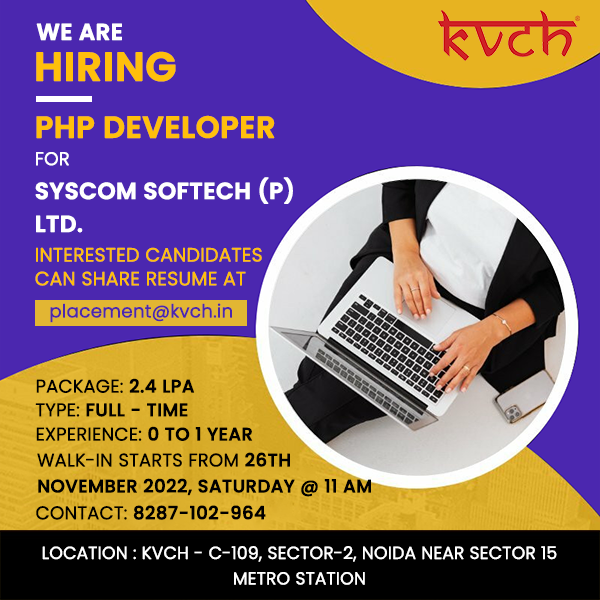 WE ARE
kvch
HIRING
PHP DEVELOPER
FOR
SYSCOM SOFTECH (P)
LTD.
INTERESTED CANDIDATES
CAN SHARE RESUME AT
placement@kvch.in
PACKAGE: 2.4 LPA
TYPE: FULL - TIME
EXPERIENCE: 0 TO 1 YEAR
WALK-IN STARTS FROM 26TH
NOVEMBER 2022, SATURDAY @ 11 AM
CONTACT: 8287-102-964
LOCATION : KVCH - C-109, SECTOR-2, NOIDA NEAR SECTOR 15
METRO STATION